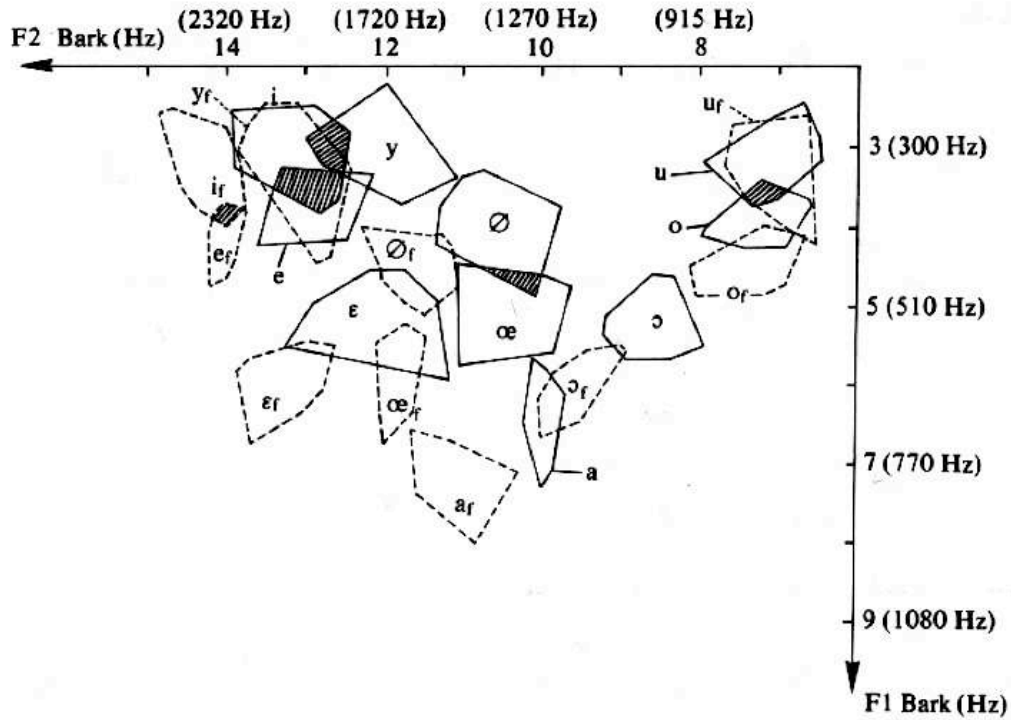 (2320 Hz) (1720 Hz) (1270 Hz) (915 Hz)
F2 Bark (Hz) 14 12 10 8
yf i uf
y 3 (300 Hz)
if u
ø o
ef e øf of
5 (510 Hz)
ε œ ɔ
εf œf ɔf
7 (770 Hz)
a
af
9 (1080 Hz)
F1 Bark (Hz)